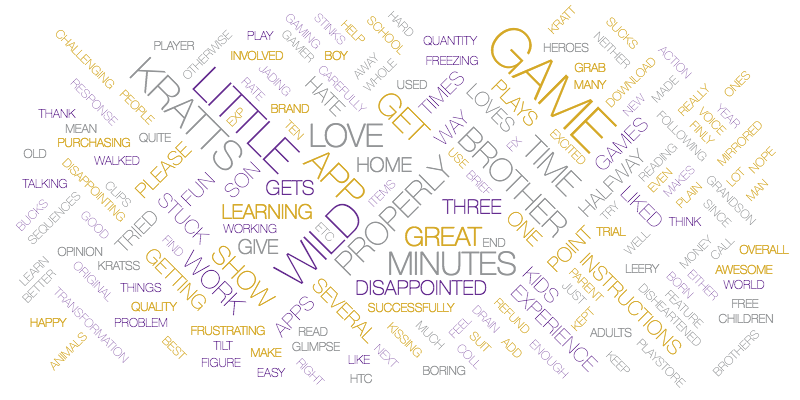 KRATT
HARD
SUCKS
GAMING
STINKS
HELP
SCHOOL
GAME
NEITHER
HEROES
PLAYER
OTHERWISE
PLAY
GAMER
QUANTITY
CHALLENGING
PEOPLE
INVOLVED
BOY
AWAY
WHOLE
FREEZING
GRAB
ACTION
KRATTS
LITTLE
JADING
CAREFULLY
HATE
USED
MANY
DOWNLOAD
RESPONSE
RATE
BRAND
GET
TIMES
LOVES
PLAYS
NEW
MADE
REALLY
ONES
THANK
MEAN
PURCHASING
QUITE
EXP
TEN
LOVE
WAY
FIX
EXCITED
GAMES
FOLLOWING
VOICE
FINLY
YEAR
OLD
WALKED
PLEASE
SON
APP
HOME
USE
BROTHER
TIME
HALFWAY
READING
MIRRORED
DISAPPOINTING
TALKING
FUN
GETS
ITEMS
PROPERLY
BRIEF
EVEN
MAKES
PLAIN
LOT
NOPE
MAN
BUCKS
SEQUENCES
CUPS
STUCK
LEARNING
WORKING
WILD
ETC
THREE
ONE
TRY
LIKED
THINK
GRANDSON
SINCE
GOOD
TRIED
FIND
GIVE
GREAT
END
TRIAL
WELL
OPINION
KRATSS
GETTING
WORK
SHOW
MINUTES
POINT
INSTRUCTIONS
MONEY
CALL
OVERALL
LEARN
BETTER
ORIGINAL
THINGS
DISAPPOINTED
KIDS
PARENT
LEERY
BORN
EITHER
AWESOME
WORLD
TRANSFORMATION
QUALITY
PROBLEM
SEVERAL
APPS
SUCCESSFULLY
EXPERIENCE
JUST
KEPT
DISHEARTENED
FEATURE
FREE
CHILDREN
HAPPY
ANIMALS
BEST
FRUSTRATING
TILT
FIGURE
MAKE
EASY
READ
GLIMPSE
RIGHT
LIKE
HTC
NEXT
KISSING
MUCH
BORING
FEEL
DRAIN
SUIT
COLL
REFUND
ADD
ENOUGH
ADULTS
KEEP
PLAYSTORE
BROTHERS